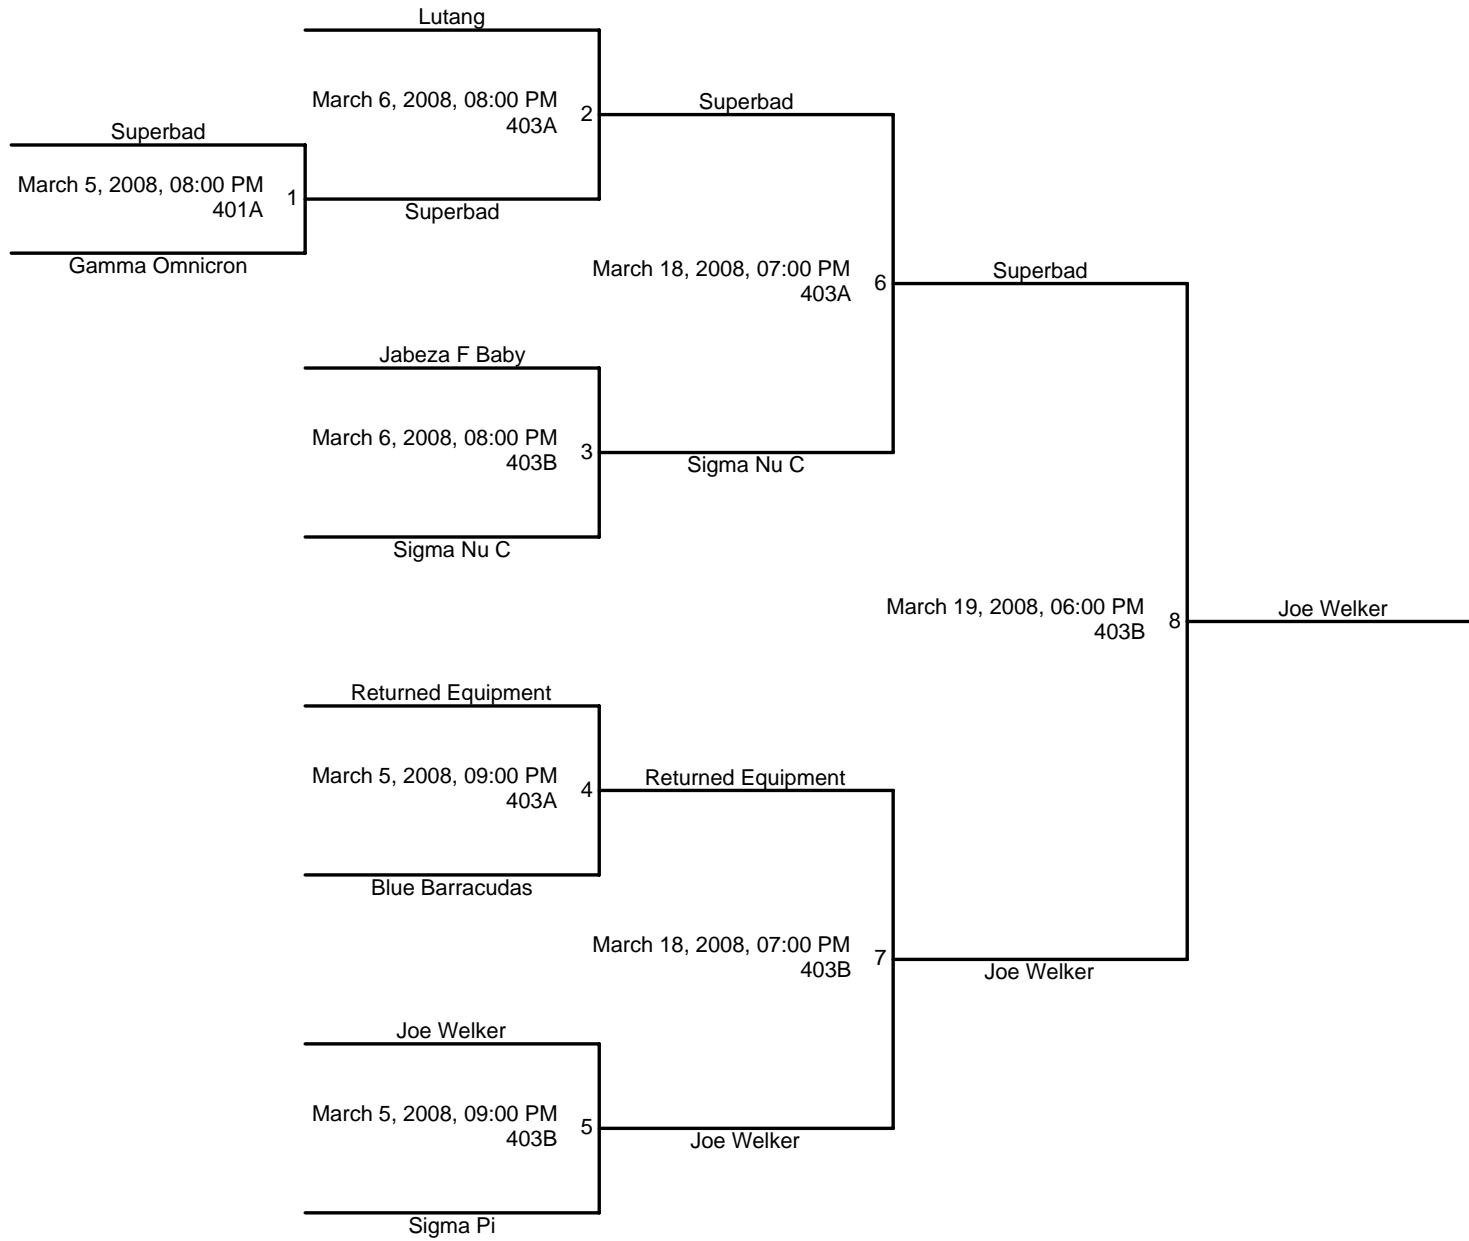 Lutang
March 6, 2008, 08:00 PM
403A
2
Superbad
Superbad
March 5, 2008, 08:00 PM
401A
1
Superbad
Gamma Omnicron
March 18, 2008, 07:00 PM
403A
6
Superbad
Jabeza F Baby
March 6, 2008, 08:00 PM
403B
3
Sigma Nu C
Sigma Nu C
March 19, 2008, 06:00 PM
403B
8
Joe Welker
Returned Equipment
March 5, 2008, 09:00 PM
403A
4
Returned Equipment
Blue Barracudas
March 18, 2008, 07:00 PM
403B
7
Joe Welker
Joe Welker
March 5, 2008, 09:00 PM
403B
5
Joe Welker
Sigma Pi